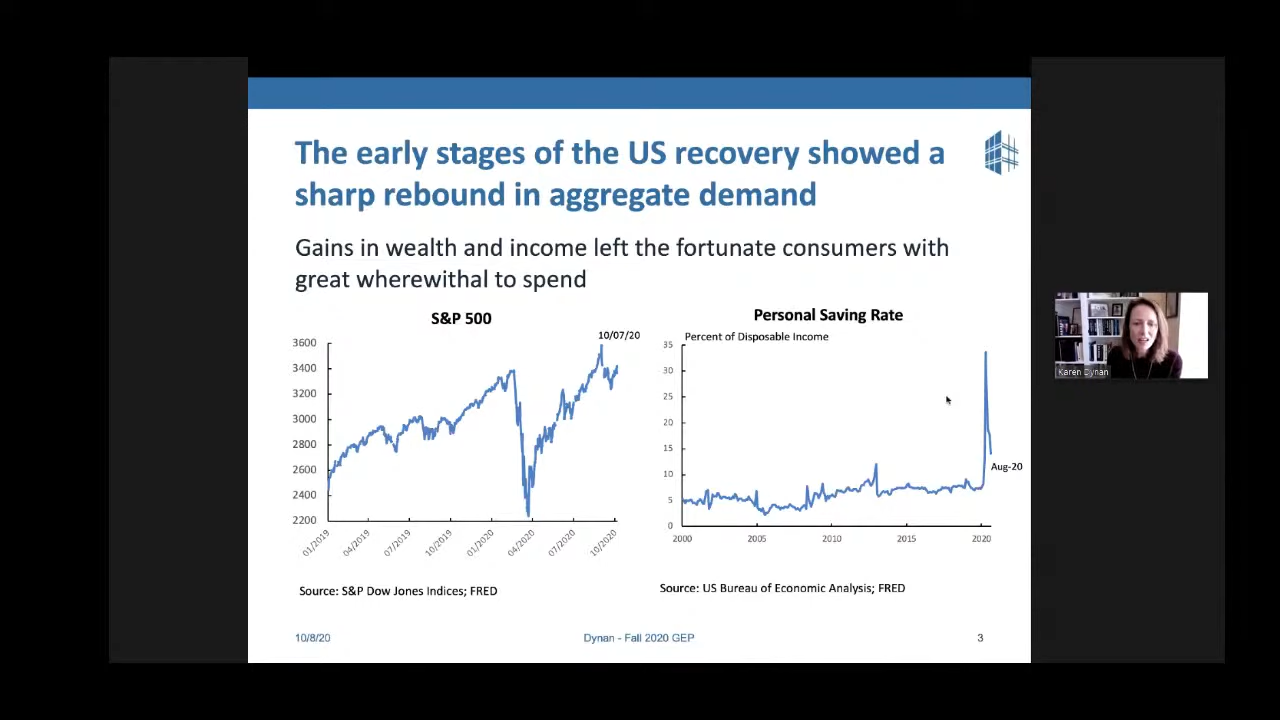 The early stages of the US recovery showed a
sharp rebound in aggregate demand
Gains in wealth and income left the fortunate consumers with
great wherewithal to spend
S&P 500
10/07/20
3600
3400
3200
3000
2800
2600
2400
2200
01/2019
04/2019
07/2019
10/2019
01/2020
04/2020
07/2020
10/2020
Source: S&P Dow Jones Indices; FRED
Personal Saving Rate
Percent of Disposable Income
35
30
25
20
15
10
5
0
Aug-20
2000
2005
2010
2015
2020
Source: US Bureau of Economic Analysis; FRED
Karen Dynan
10/8/20
Dynan - Fall 2020 GEP
3